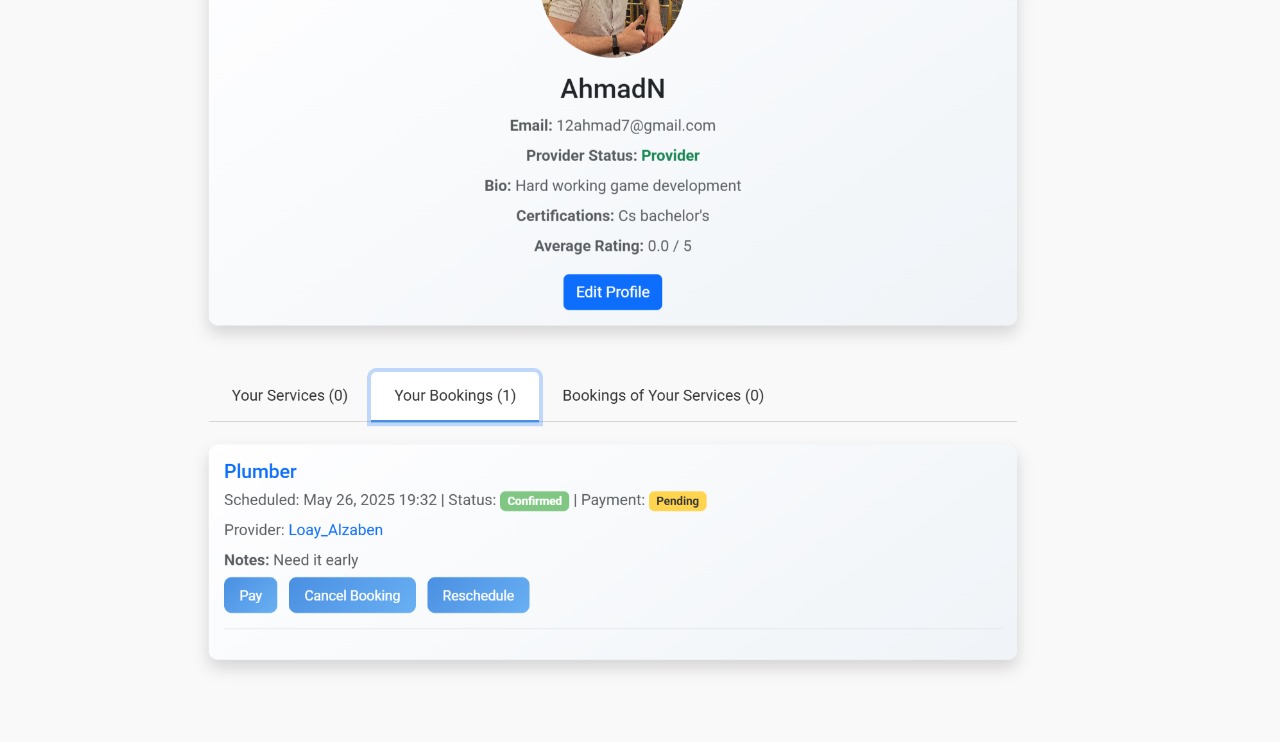 AhmadN
Email: 12ahmad7@gmail.com
Provider Status: Provider
Bio: Hard working game development
Certifications: Cs bachelor's
Average Rating: 0.0 / 5
Edit Profile
Your Services (0) Your Bookings (1) Bookings of Your Services (0)
Plumber
Scheduled: May 26, 2025 19:32 | Status: Confirmed | Payment: Pending
Provider: Loay_Alzaben
Notes: Need it early
Pay Cancel Booking Reschedule